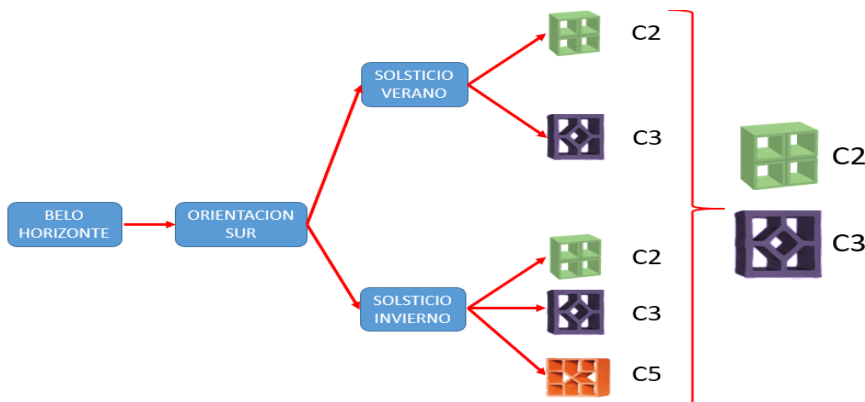 BELO
HORIZONTE
ORIENTACION
SUR
SOLSTICIO
VERANO
C2
C3
SOLSTICIO
INVIERNO
C2
C3
C5
C2
C3